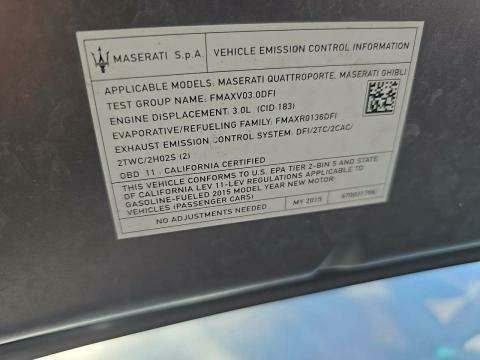 MASERATI S.p.A
VEHICLE EMISSION CONTROL INFORMATION
APPLICABLE MODELS: MASERATI QUATTROPORTE, MASERATI GHIBLI
TEST GROUP NAME: FMAXV03.0DFI
ENGINE DISPLACEMENT: 3.0L (CID 183)
EVAPORATIVE/REFUELING FAMILY: FMAXR0136DFI
EXHAUST EMISSION CONTROL SYSTEM: DFI/2TC/2CAC/
2TWC/2HO2S (2)
OBD 11: CALIFORNIA CERTIFIED
THIS VEHICLE CONFORMS TO U.S. EPA TIER 2-BIN 5 AND STATE
OF CALIFORNIA LEV 11-LEV REGULATIONS APPLICABLE TO
GASOLINE-FUELED 2015 MODEL YEAR NEW MOTOR
VEHICLES (PASSENGER CARS)
NO ADJUSTMENTS NEEDED
MY 2015